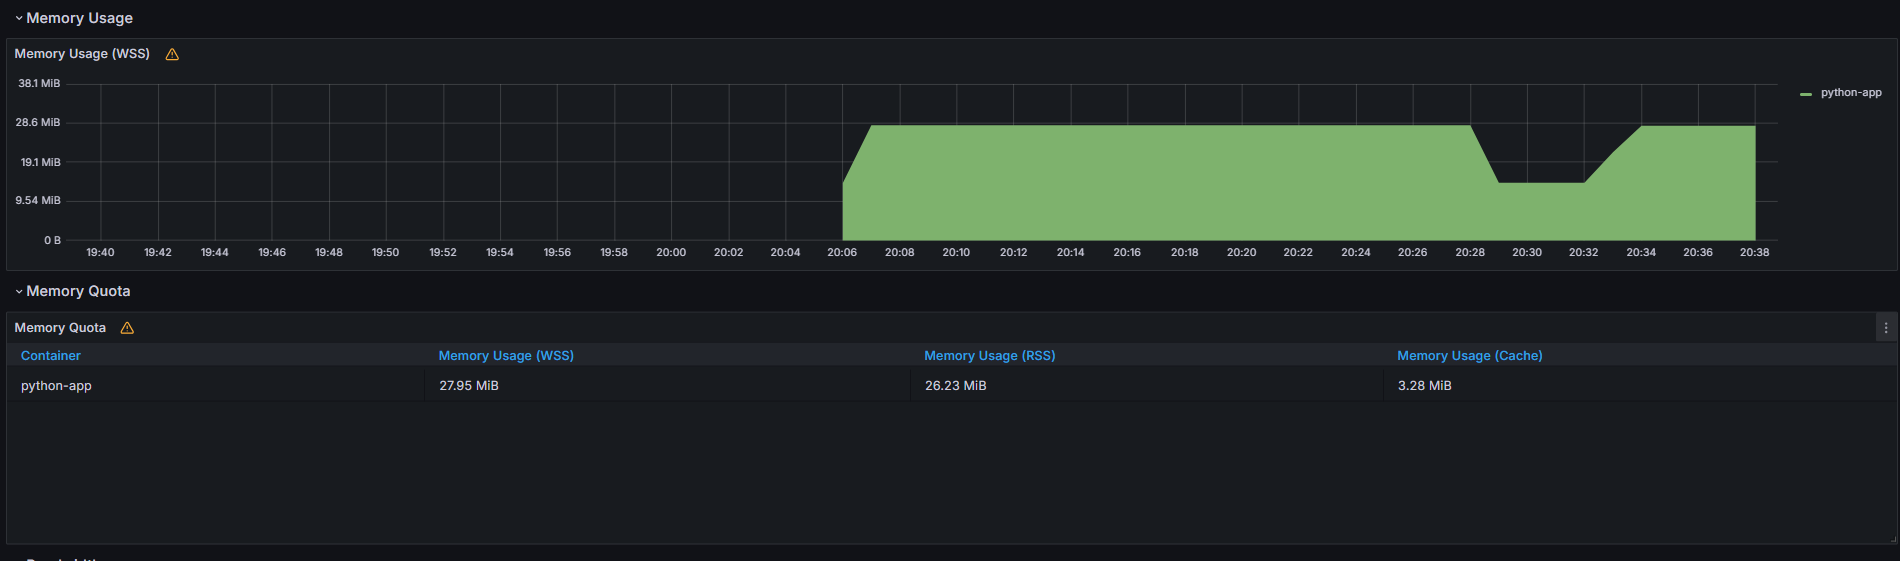 Memory Usage
Memory Usage (WSS)
38.1 MiB
28.6 MiB
19.1 MiB
9.54 MiB
0 B
19:40 19:42 19:44 19:46 19:48 19:50 19:52 19:54 19:56 19:58 20:00 20:02 20:04 20:06 20:08 20:10 20:12 20:14 20:16 20:18 20:20 20:22 20:24 20:26 20:28 20:30 20:32 20:34 20:36 20:38
python-app
Memory Quota
Memory Quota
Container Memory Usage (WSS) Memory Usage (RSS) Memory Usage (Cache)
python-app 27.95 MiB 26.23 MiB 3.28 MiB